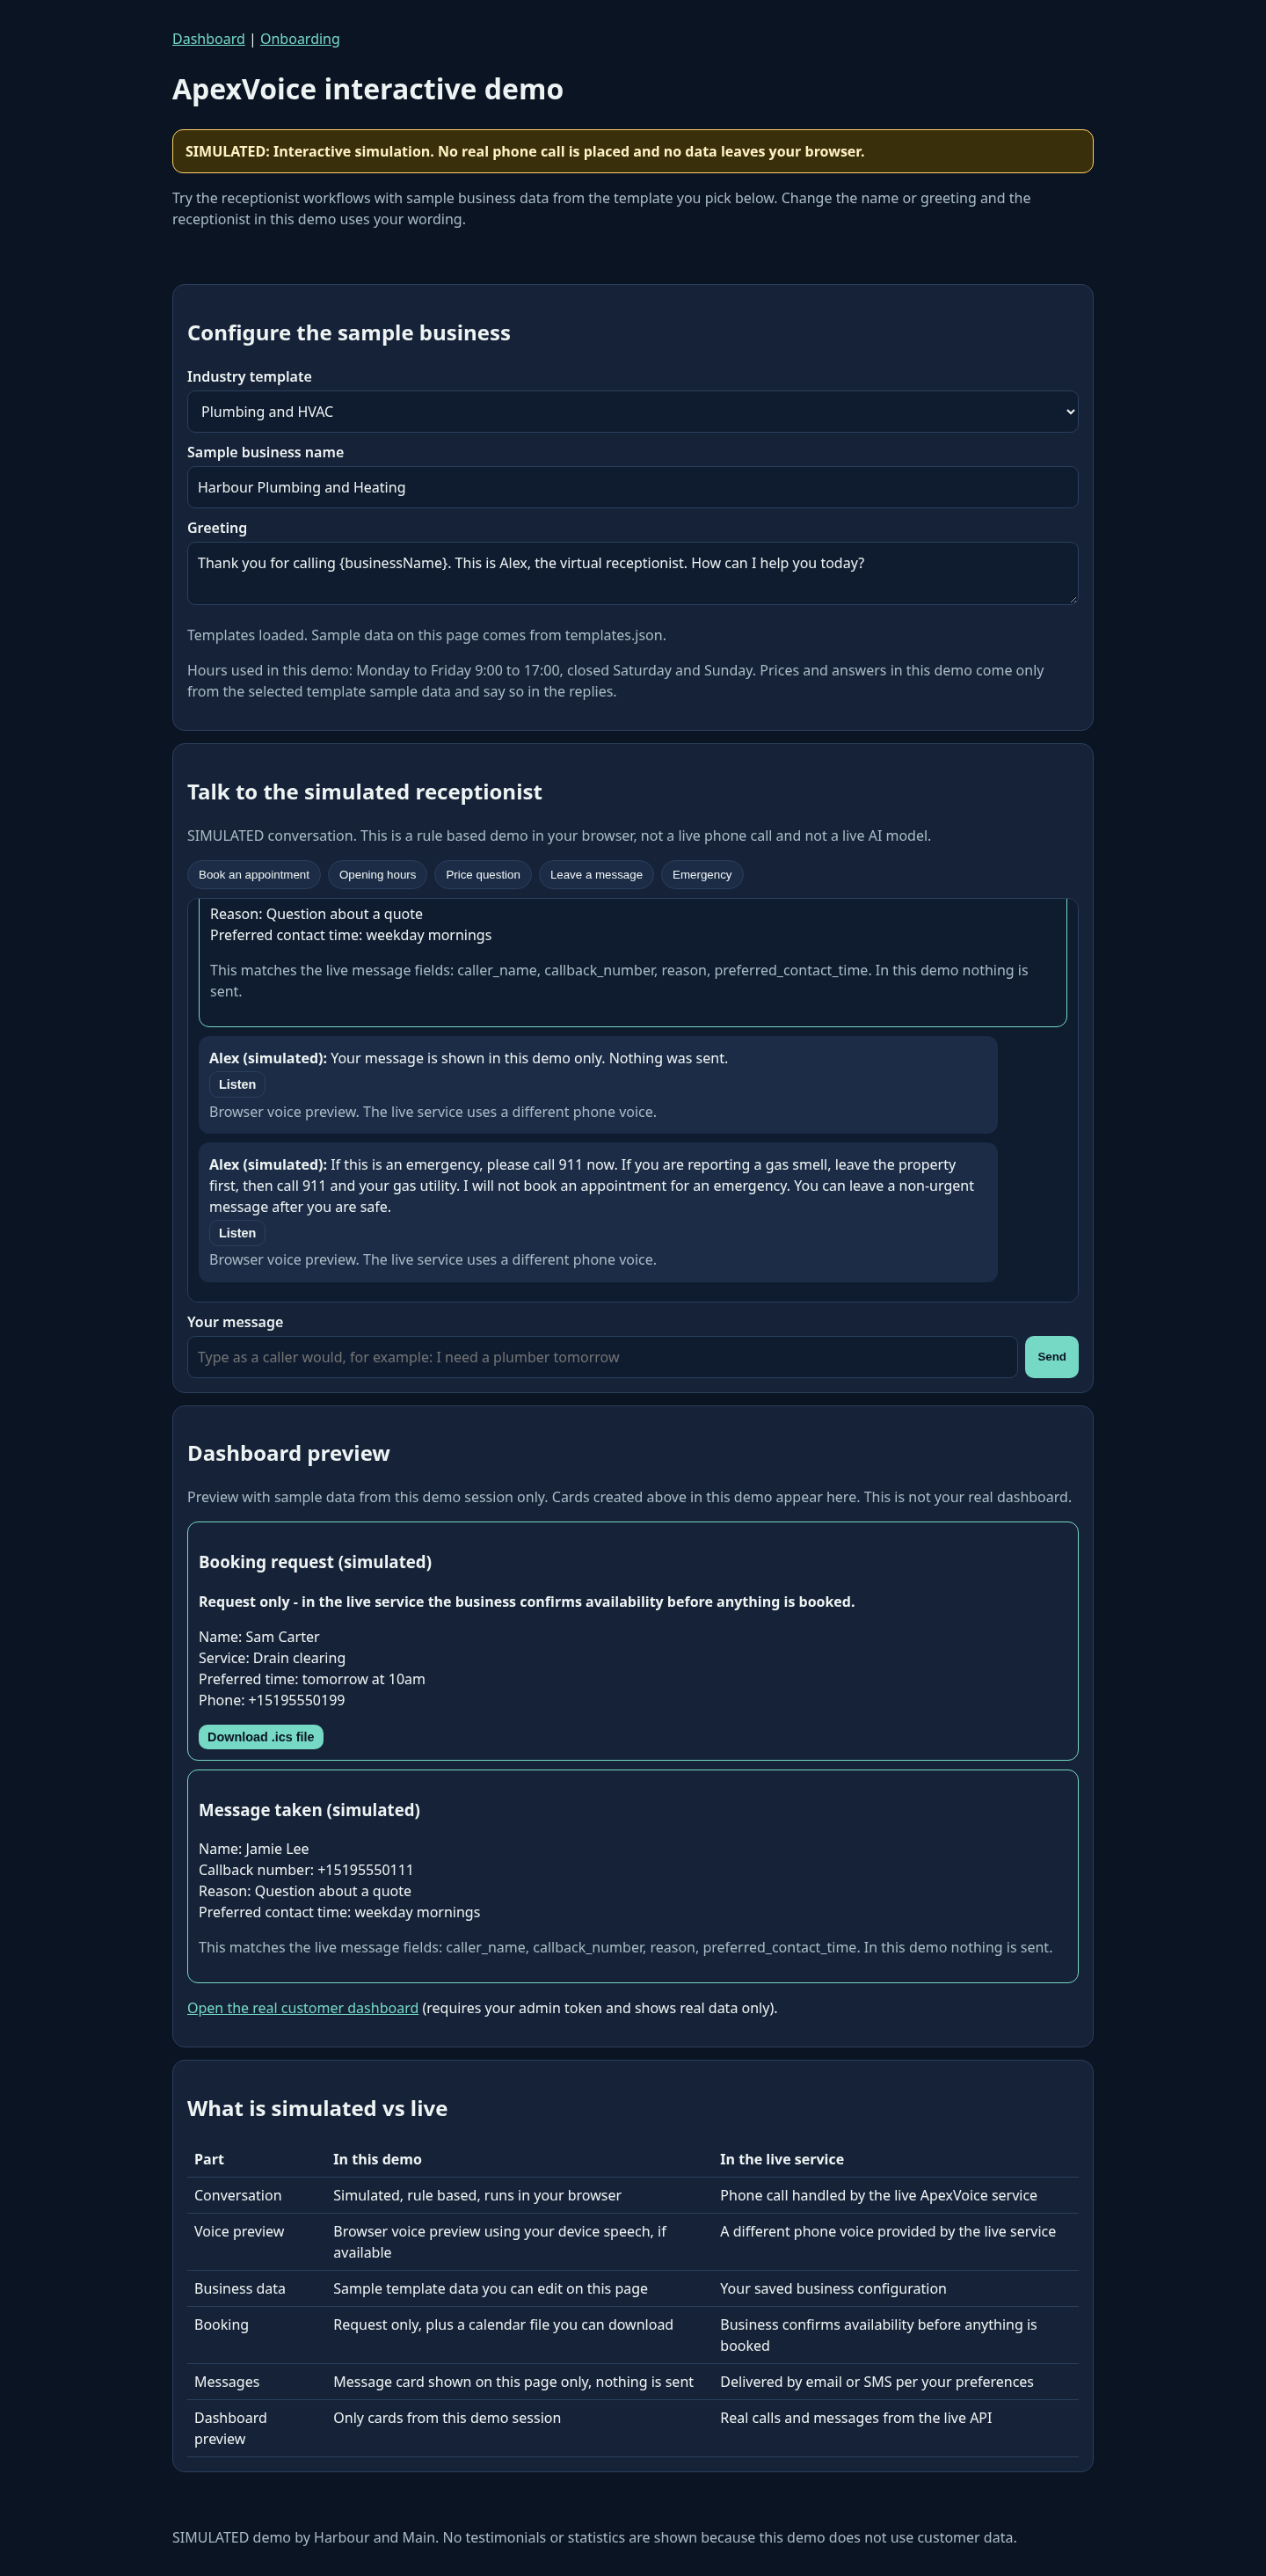 Dashboard | Onboarding
ApexVoice interactive demo
SIMULATED: Interactive simulation. No real phone call is placed and no data leaves your browser.
Try the receptionist workflows with sample business data from the template you pick below. Change the name or greeting and the
receptionist in this demo uses your wording.
Configure the sample business
Industry template
Plumbing and HVAC
Sample business name
Harbour Plumbing and Heating
Greeting
Thank you for calling {businessName}. This is Alex, the virtual receptionist. How can I help you today?
Templates loaded. Sample data on this page comes from templates.json.
Hours used in this demo: Monday to Friday 9:00 to 17:00, closed Saturday and Sunday. Prices and answers in this demo come only
from the selected template sample data and say so in the replies.
Talk to the simulated receptionist
SIMULATED conversation. This is a rule based demo in your browser, not a live phone call and not a live AI model.
Book an appointment Opening hours Price question Leave a message Emergency
Reason: Question about a quote
Preferred contact time: weekday mornings
This matches the live message fields: caller_name, callback_number, reason, preferred_contact_time. In this demo nothing is
sent.
Alex (simulated): Your message is shown in this demo only. Nothing was sent.
Listen
Browser voice preview. The live service uses a different phone voice.
Alex (simulated): If this is an emergency, please call 911 now. If you are reporting a gas smell, leave the property
first, then call 911 and your gas utility. I will not book an appointment for an emergency. You can leave a non-urgent
message after you are safe.
Listen
Browser voice preview. The live service uses a different phone voice.
Your message
Type as a caller would, for example: I need a plumber tomorrow
Send
Dashboard preview
Preview with sample data from this demo session only. Cards created above in this demo appear here. This is not your real dashboard.
Booking request (simulated)
Request only - in the live service the business confirms availability before anything is booked.
Name: Sam Carter
Service: Drain clearing
Preferred time: tomorrow at 10am
Phone: +15195550199
Download .ics file
Message taken (simulated)
Name: Jamie Lee
Callback number: +15195550111
Reason: Question about a quote
Preferred contact time: weekday mornings
This matches the live message fields: caller_name, callback_number, reason, preferred_contact_time. In this demo nothing is sent.
Open the real customer dashboard (requires your admin token and shows real data only).
What is simulated vs live
Part In this demo In the live service
Conversation Simulated, rule based, runs in your browser Phone call handled by the live ApexVoice service
Voice preview Browser voice preview using your device speech, if A different phone voice provided by the live service
available
Business data Sample template data you can edit on this page Your saved business configuration
Booking Request only, plus a calendar file you can download Business confirms availability before anything is
booked
Messages Message card shown on this page only, nothing is sent Delivered by email or SMS per your preferences
Dashboard Only cards from this demo session Real calls and messages from the live API
preview
SIMULATED demo by Harbour and Main. No testimonials or statistics are shown because this demo does not use customer data.